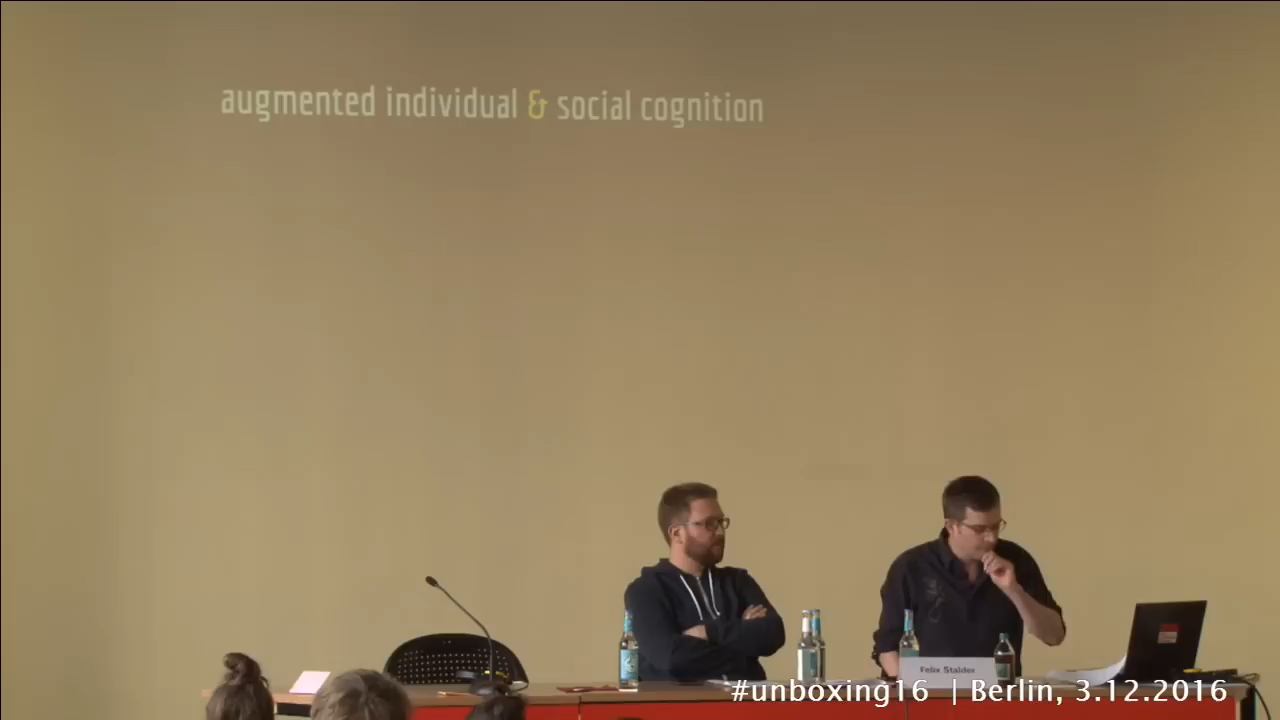 augmented individual & social cognition
Felix Stalder
#unboxing16 | Berlin, 3.12.2016